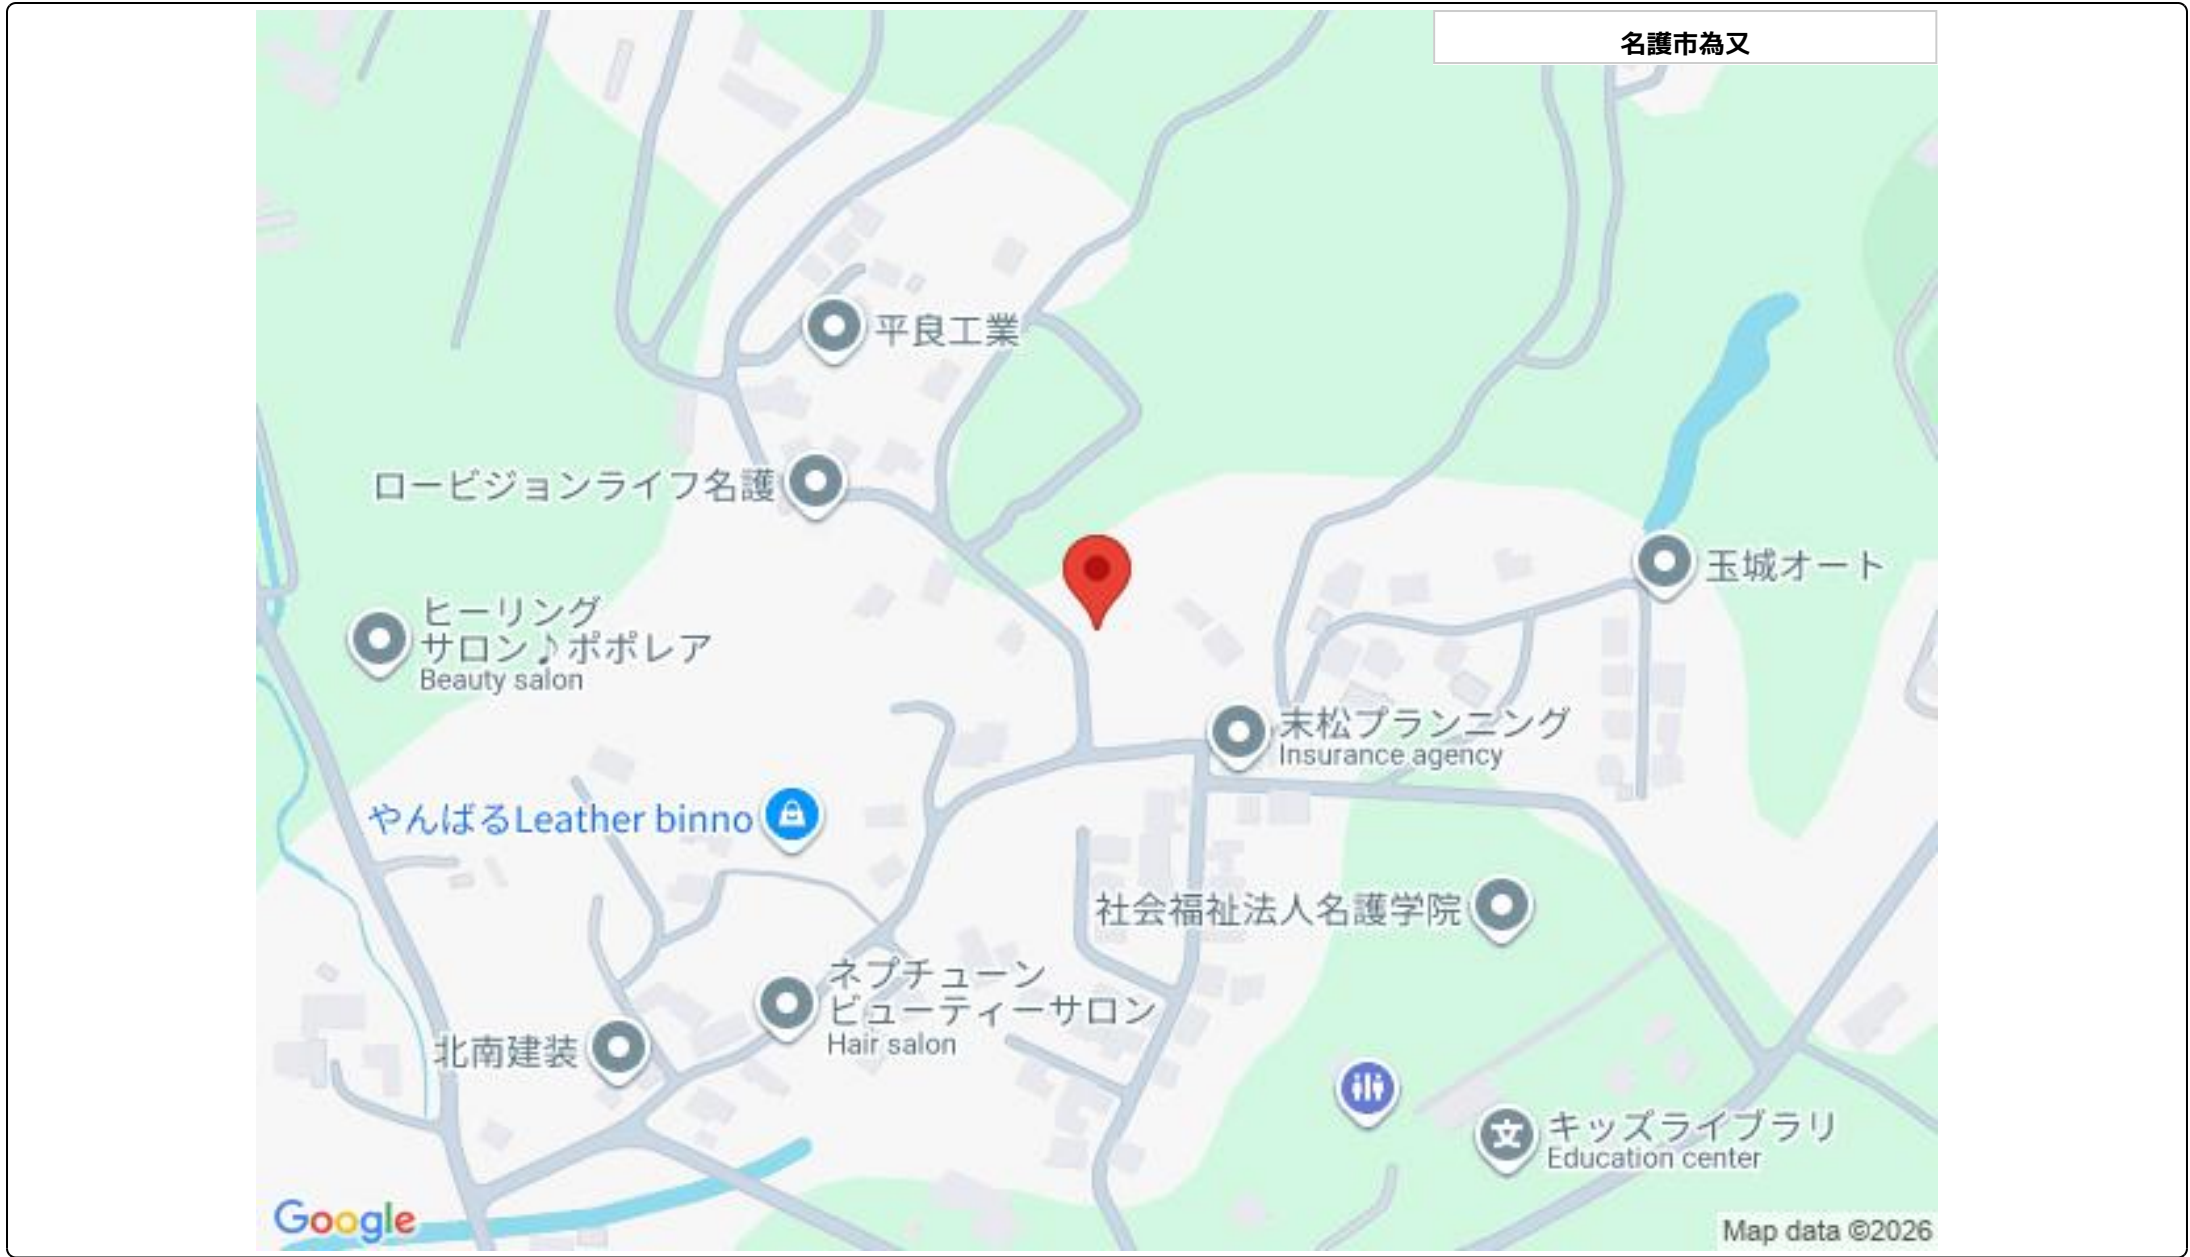 名護市為又
平良工業
ロービジョンライフ名護
玉城オート
ヒーリング
サロン♪ポポレア
Beauty salon
末松プランニング
Insurance agency
やんばるLeather binno
社会福祉法人名護学院
ネプチューン
ビューティーサロン
Hair salon
北南建装
キッズライブラリ
Education center
Google
Map data ©2026